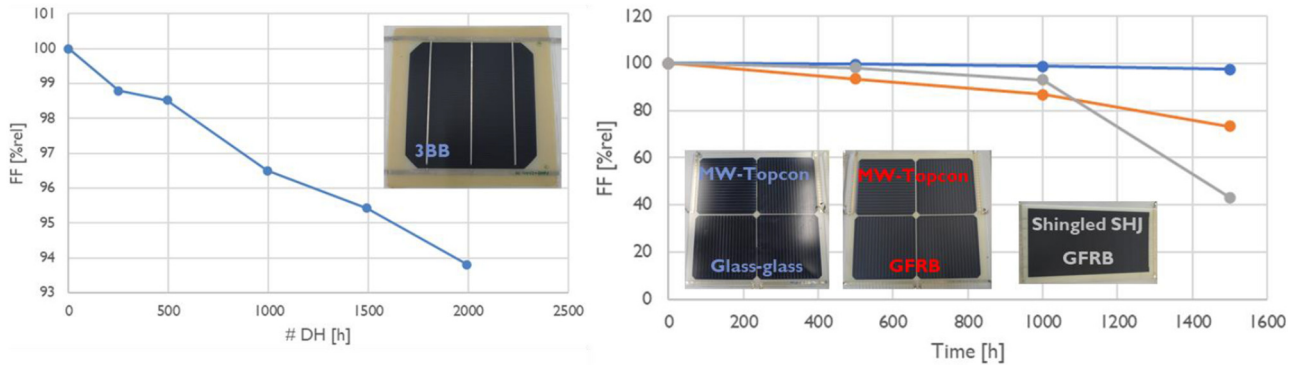 101
100
99
98
97
96
95
94
93
FF [%rel]
0
500
1000
1500
2000
2500
# DH [h]
3BB
120
100
80
60
40
20
0
FF [%rel]
0
200
400
600
800
1000
1200
1400
1600
Time [h]
MW-Topcon
Glass-glass
MW-Topcon
GFRB
Shingled SHJ
GFRB